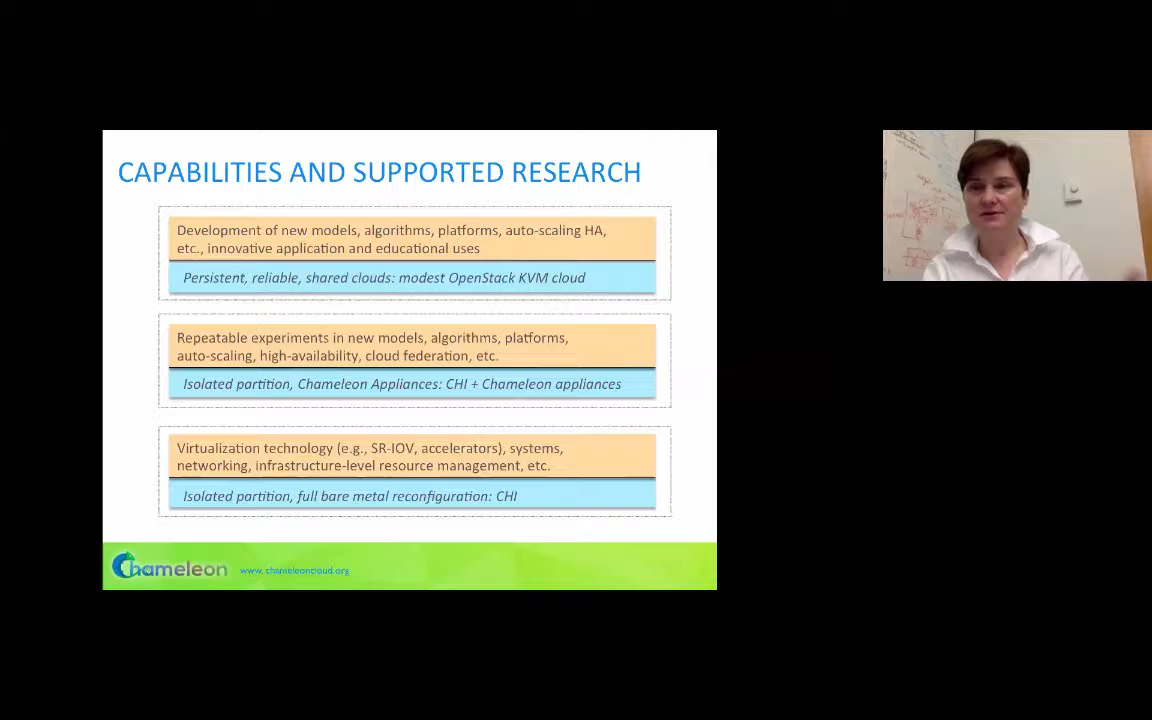 CAPABILITIES AND SUPPORTED RESEARCH
Development of new models, algorithms, platforms, auto-scaling HA,
etc., innovative application and educational uses
Persistent, reliable, shared clouds: modest OpenStack KVM cloud
Repeatable experiments in new models, algorithms, platforms,
auto-scaling, high-availability, cloud federation, etc.
Isolated partition, Chameleon Appliances: CHI + Chameleon appliances
Virtualization technology (e.g., SR-IOV, accelerators), systems,
networking, infrastructure-level resource management, etc.
Isolated partition, full bare metal reconfiguration: CHI
Chameleon
www.chameleoncloud.org